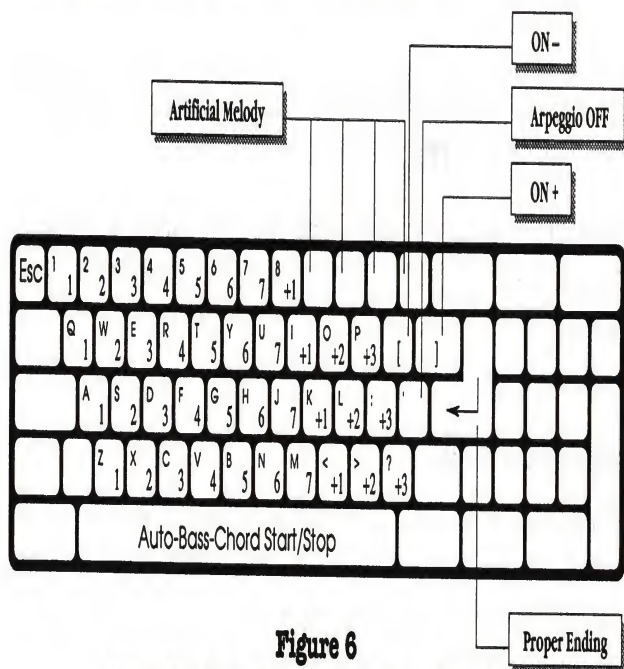 ON –
Artificial Melody
Arpeggio OFF
ON +
Esc 1 1 2 2 3 3 4 4 5 5 6 6 7 7 8 +1
Q 1 W 2 E 3 R 4 T 5 Y 6 U 7 I +1 O +2 P +3 [ ]
A 1 S 2 D 3 F 4 G 5 H 6 J 7 K +1 L +2 : +3 '
Z 1 X 2 C 3 V 4 B 5 N 6 M 7 < +1 > +2 ? +3
Auto-Bass-Chord Start/Stop
Figure 6
Proper Ending